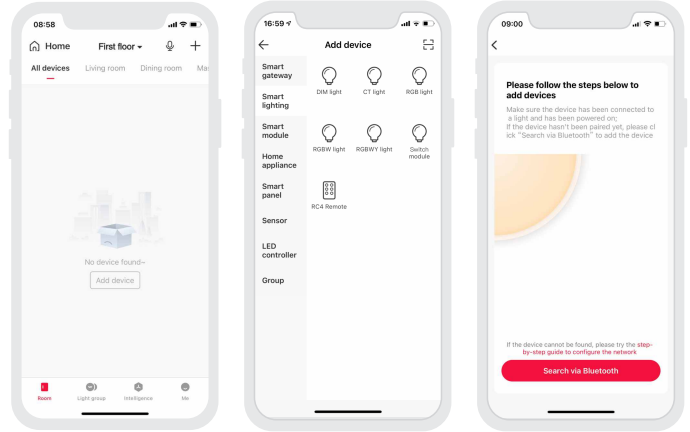 08:58
Home
First floor
All devices
Living room
Dining room
Mas
No device found~
Add device
Room
Light group
Intelligence
Me
16:59
Add device
Smart
gateway
Smart
lighting
Smart
module
Home
appliance
Smart
panel
Sensor
LED
controller
Group
DIM light
CT light
RGB light
RGBW light
RGBWY light
Switch
module
RC4 Remote
09:00
Please follow the steps below to
add devices
Make sure the device has been connected to
a light and has been powered on;
If the device hasn't been paired yet, please cl
ick "Search via Bluetooth" to add the device
If the device cannot be found, please try the step-
by-step guide to configure the network
Search via Bluetooth